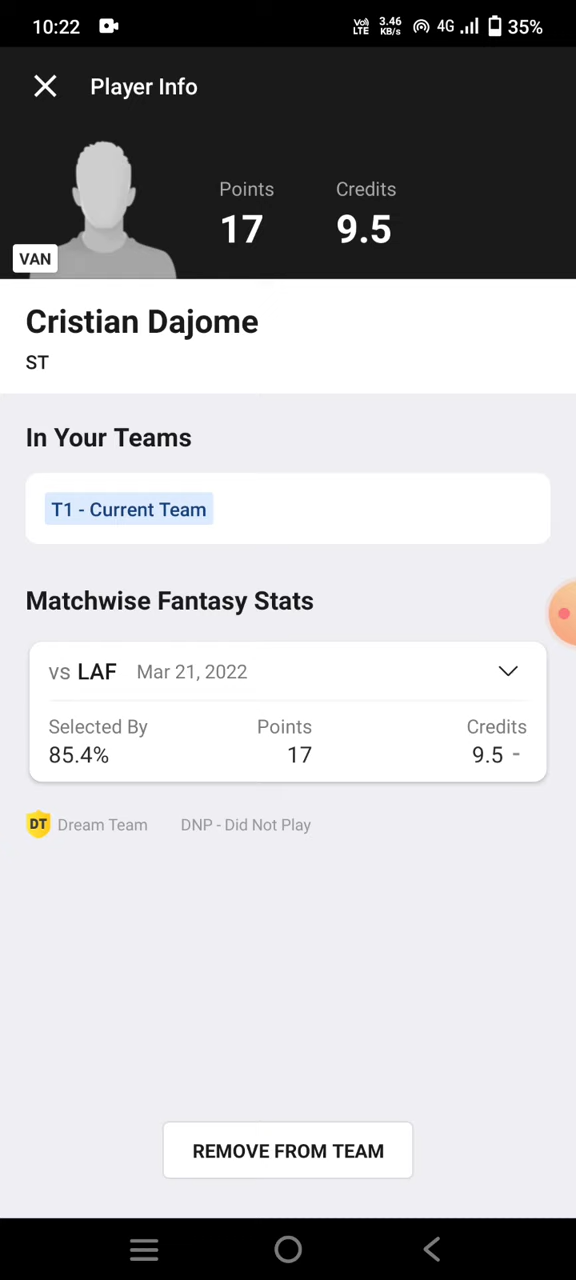 10:22 VoD LTE 3.46 KB/s 4G 35%
Player Info
Points Credits
17 9.5
VAN
Cristian Dajome
ST
In Your Teams
T1 - Current Team
Matchwise Fantasy Stats
vs LAF Mar 21, 2022
Selected By Points Credits
85.4% 17 9.5 -
DT Dream Team DNP - Did Not Play
REMOVE FROM TEAM